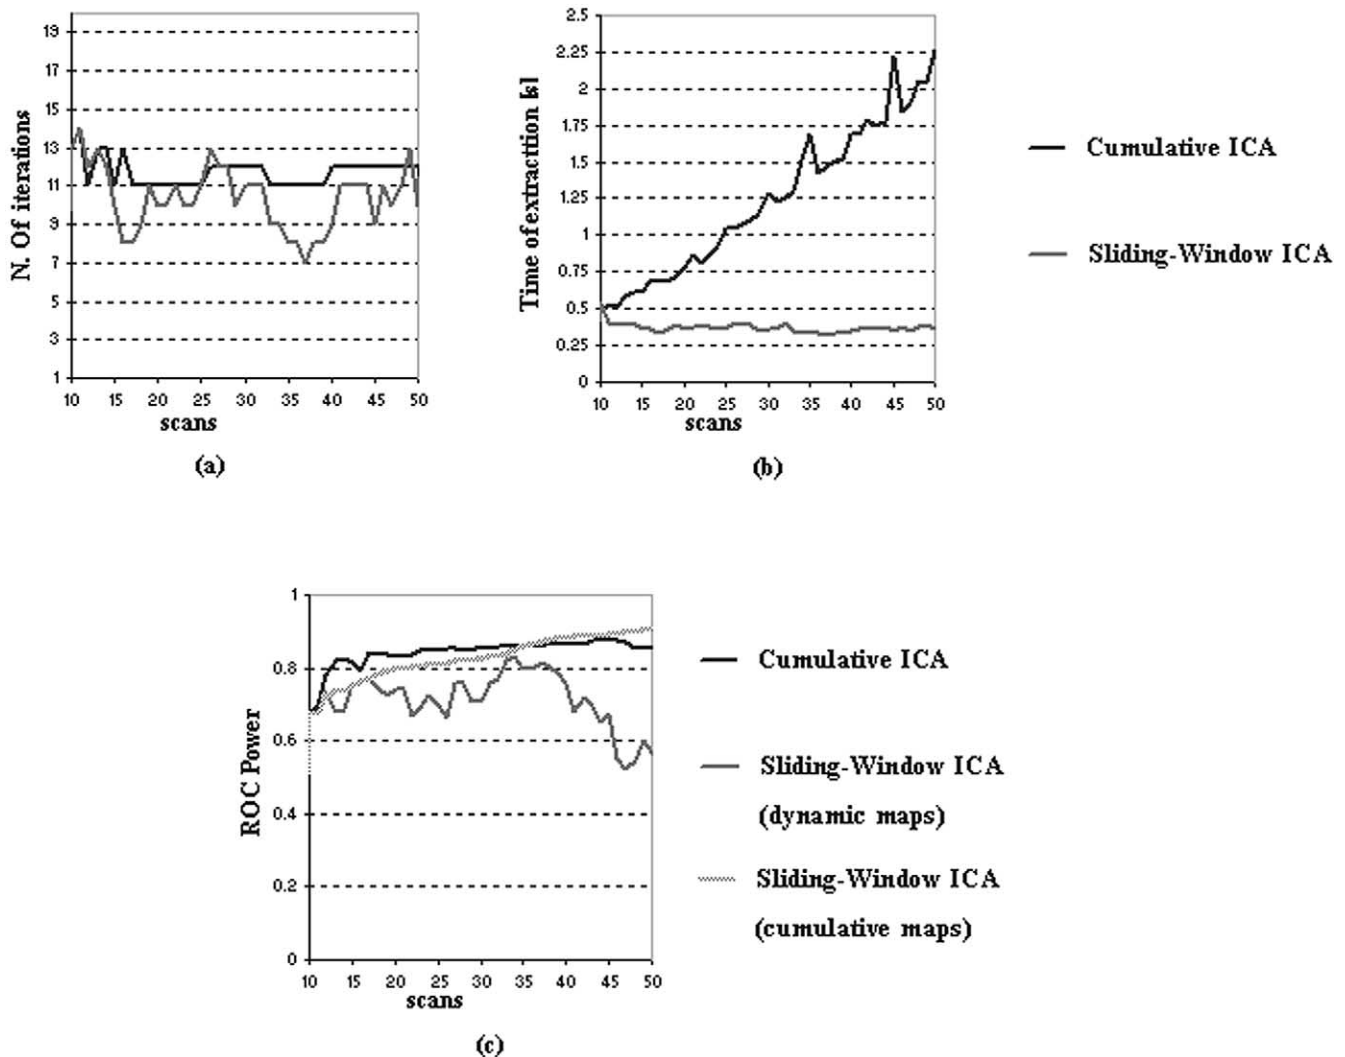 N. Of iterations
19
17
15
13
11
9
7
5
3
1
10 15 20 25 30 35 40 45 50
scans
(a)
Time of extraction [s]
2.5
2.25
2
1.75
1.5
1.25
1
0.75
0.5
0.25
0
10 15 20 25 30 35 40 45 50
scans
(b)
Cumulative ICA
Sliding-Window ICA
ROC Power
1
0.8
0.6
0.4
0.2
0
10 15 20 25 30 35 40 45 50
scans
(c)
Cumulative ICA
Sliding-Window ICA
(dynamic maps)
Sliding-Window ICA
(cumulative maps)